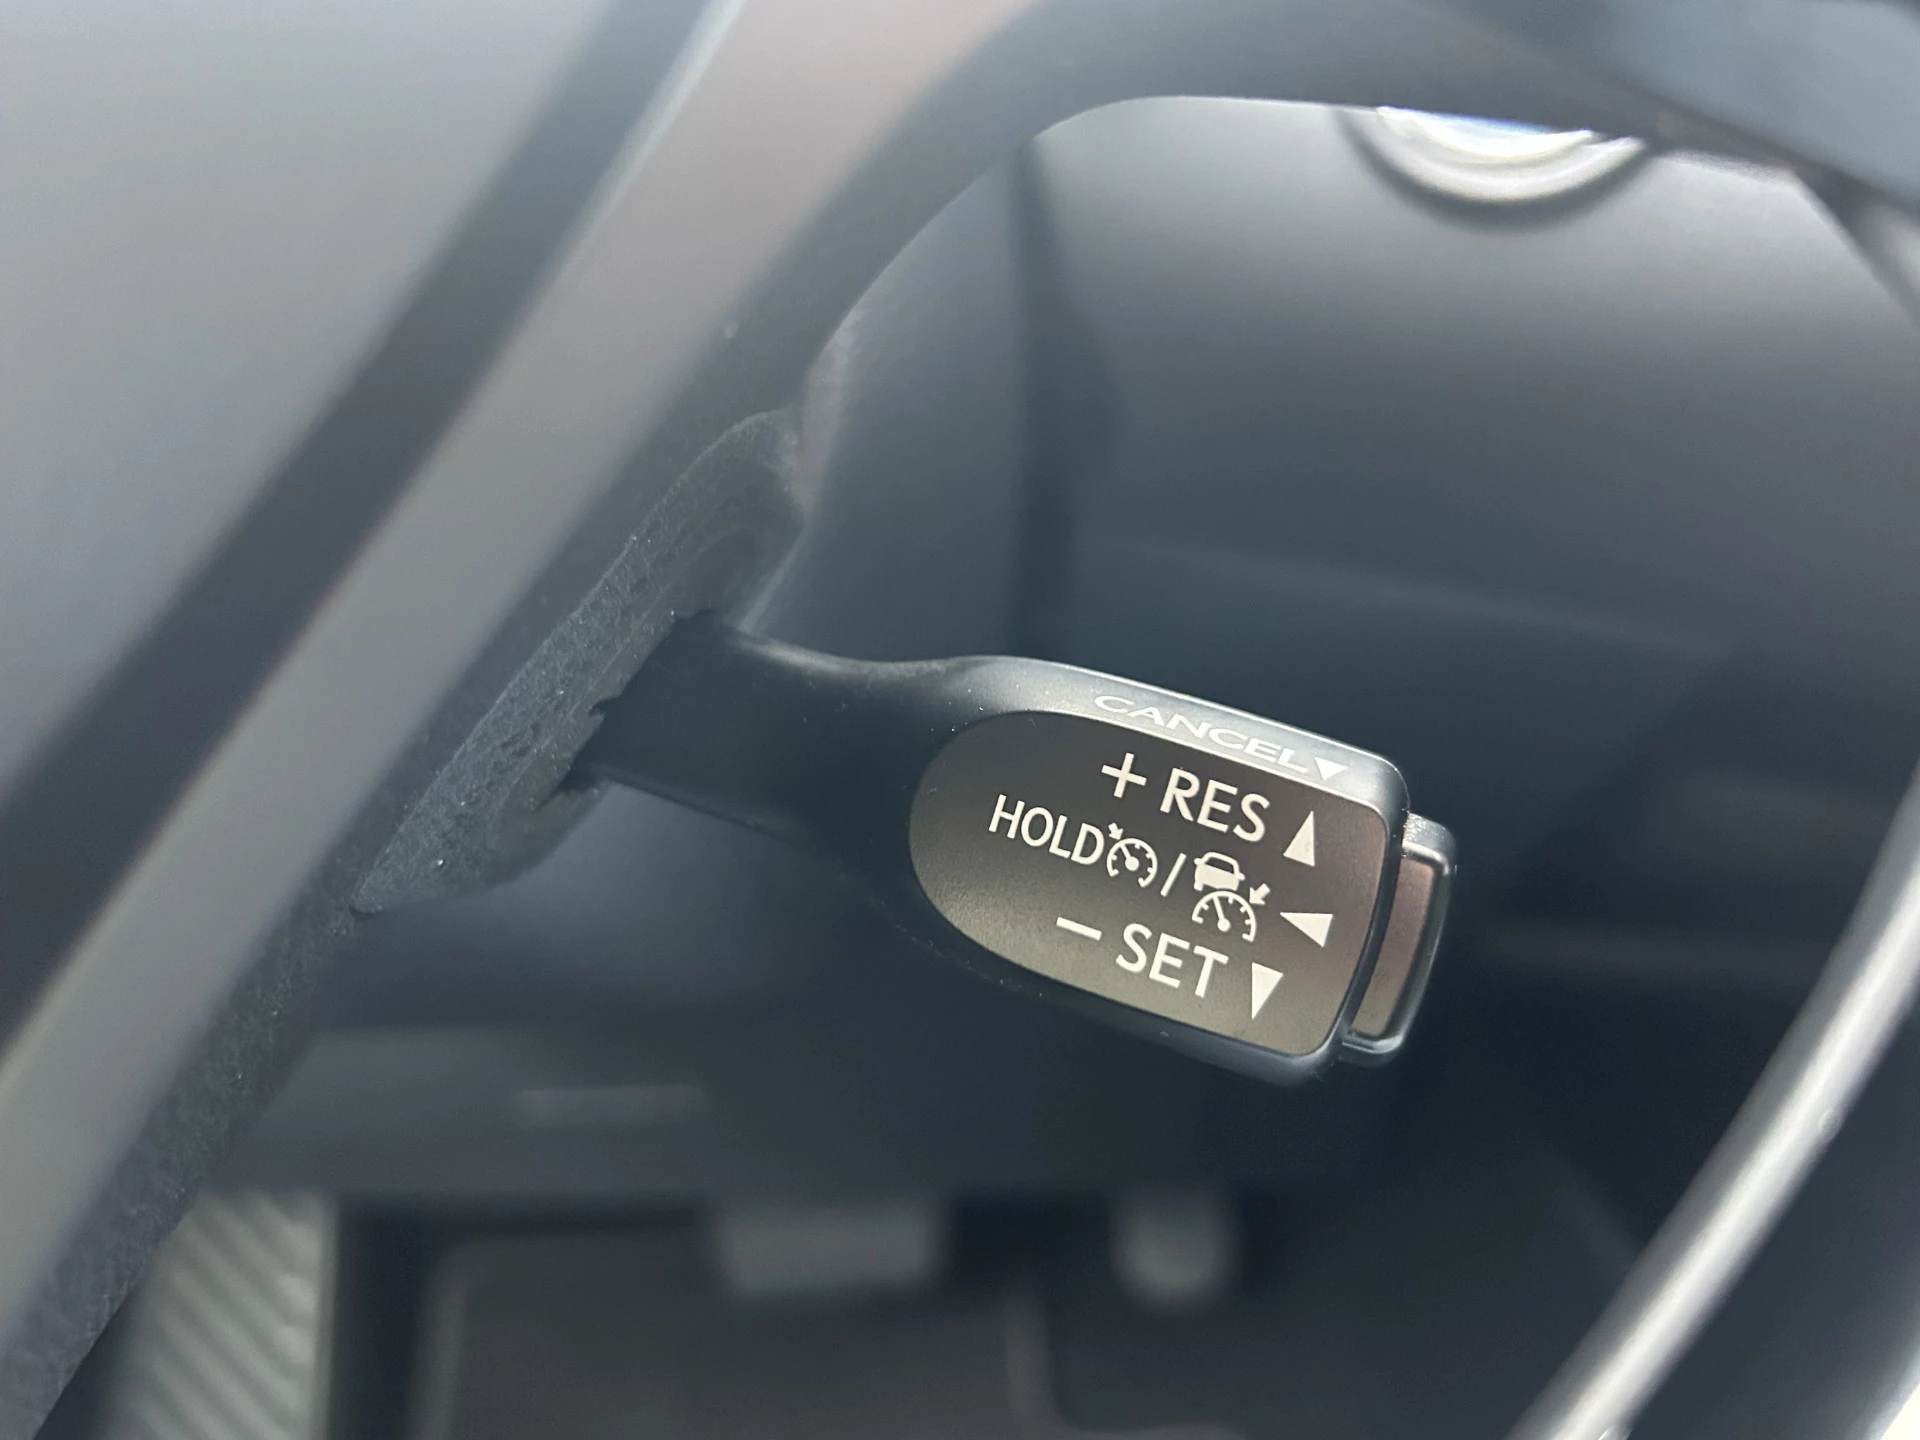 CANCEL
+ RES
HOLD /
- SET